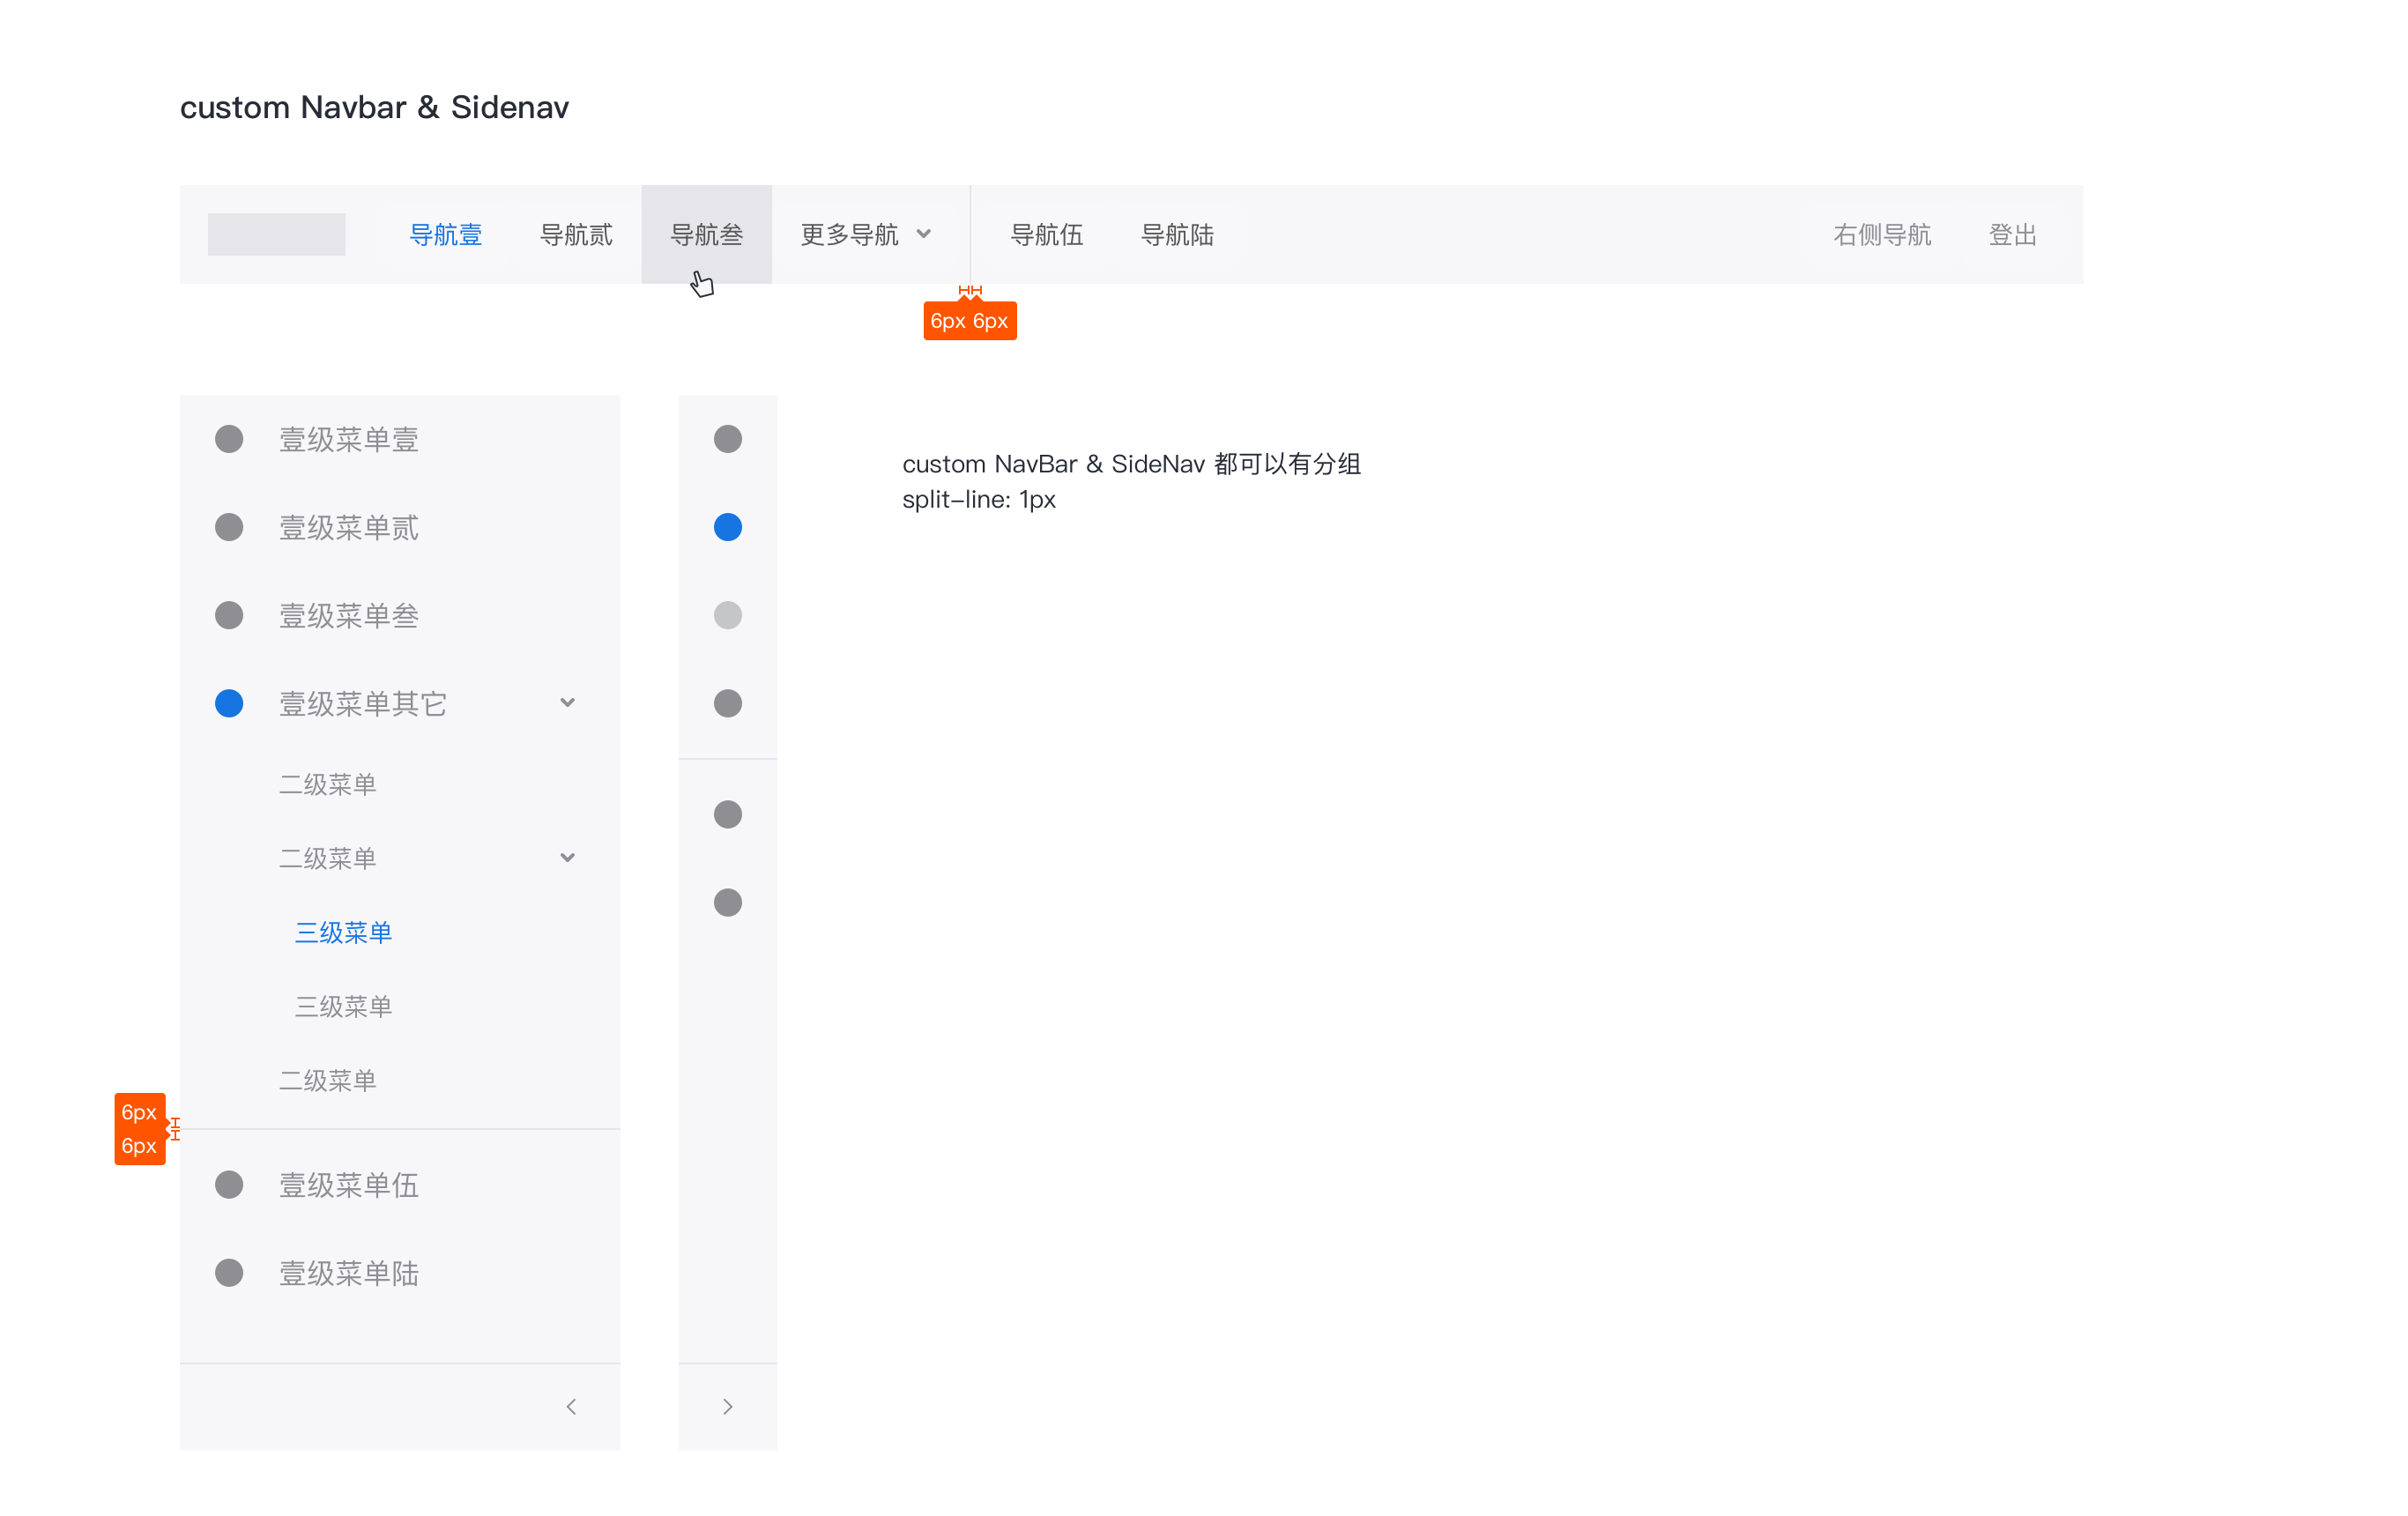 custom Navbar & Sidenav
导航壹 导航贰 导航叁 更多导航 导航伍 导航陆 右侧导航 登出
6px 6px
壹级菜单壹
壹级菜单贰
壹级菜单叁
壹级菜单其它
二级菜单
二级菜单
三级菜单
三级菜单
二级菜单
6px
6px
壹级菜单伍
壹级菜单陆
custom NavBar & SideNav 都可以有分组
split-line: 1px